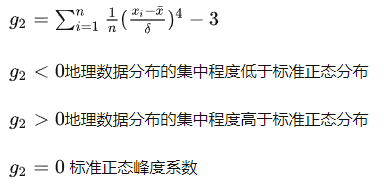 g₂ = ∑ⁿᵢ₌₁ 1/n ((xᵢ − x̄)/δ)⁴ − 3
g₂ < 0地理数据分布的集中程度低于标准正态分布
g₂ > 0地理数据分布的集中程度高于标准正态分布
g₂ = 0 标准正态峰度系数